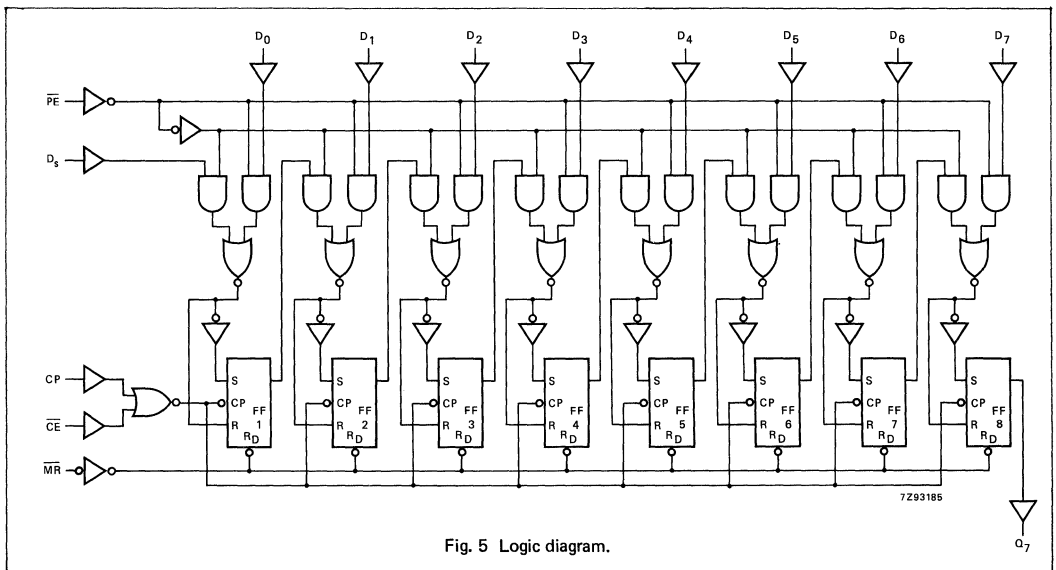 D0 D1 D2 D3 D4 D5 D6 D7
PE
Ds
CP
CE
MR
S CP R RD FF 1
S CP R RD FF 2
S CP R RD FF 3
S CP R RD FF 4
S CP R RD FF 5
S CP R RD FF 6
S CP R RD FF 7
S CP R RD FF 8
7Z93185
Q7
Fig. 5 Logic diagram.